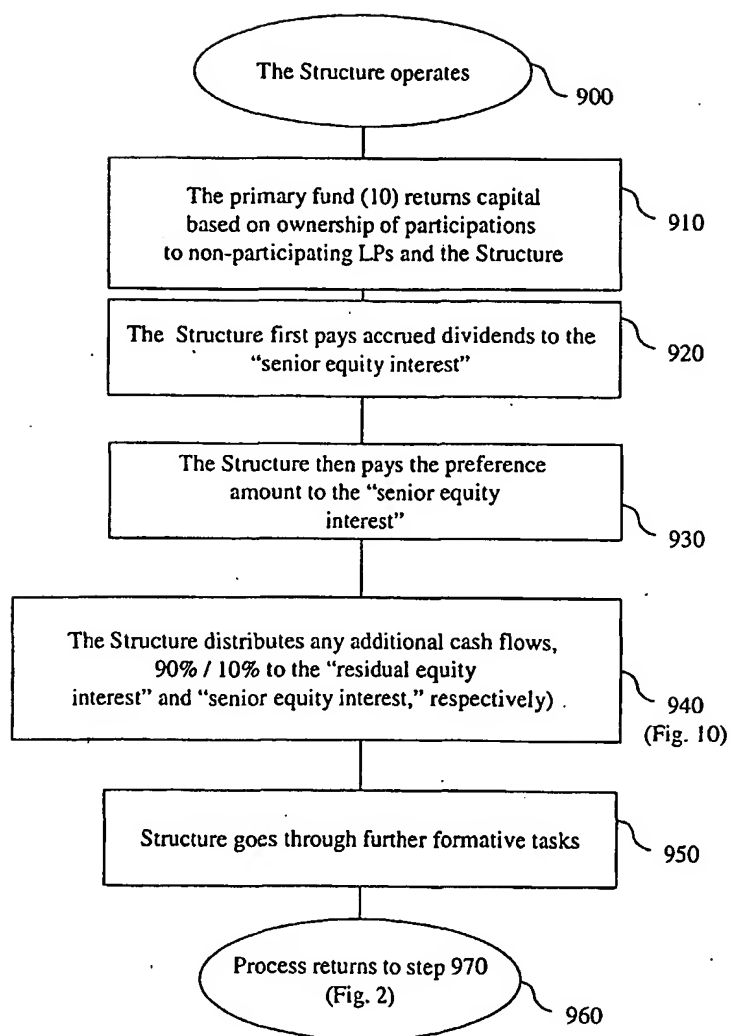 The Structure operates
900
The primary fund (10) returns capital
based on ownership of participations
to non-participating LPs and the Structure
910
The Structure first pays accrued dividends to the
“senior equity interest”
920
The Structure then pays the preference
amount to the “senior equity
interest”
930
The Structure distributes any additional cash flows,
90% / 10% to the “residual equity
interest” and “senior equity interest,” respectively)
940
(Fig. 10)
Structure goes through further formative tasks
950
Process returns to step 970
(Fig. 2)
960